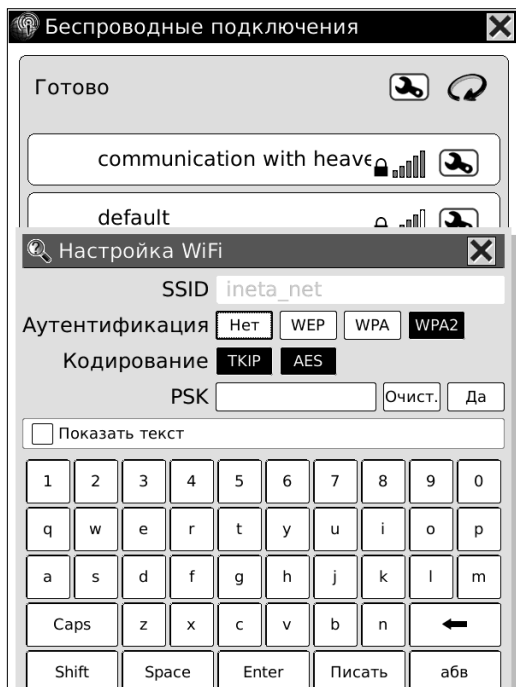 Беспроводные подключения
Готово
communication with heave
default
Настройка WiFi
SSID ineta_net
Аутентификация Нет WEP WPA WPA2
Кодирование TKIP AES
PSK Очист. Да
Показать текст
1 2 3 4 5 6 7 8 9 0
q w e r t y u i o p
a s d f g h j k l m
Caps z x c v b n
Shift Space Enter Писать абв